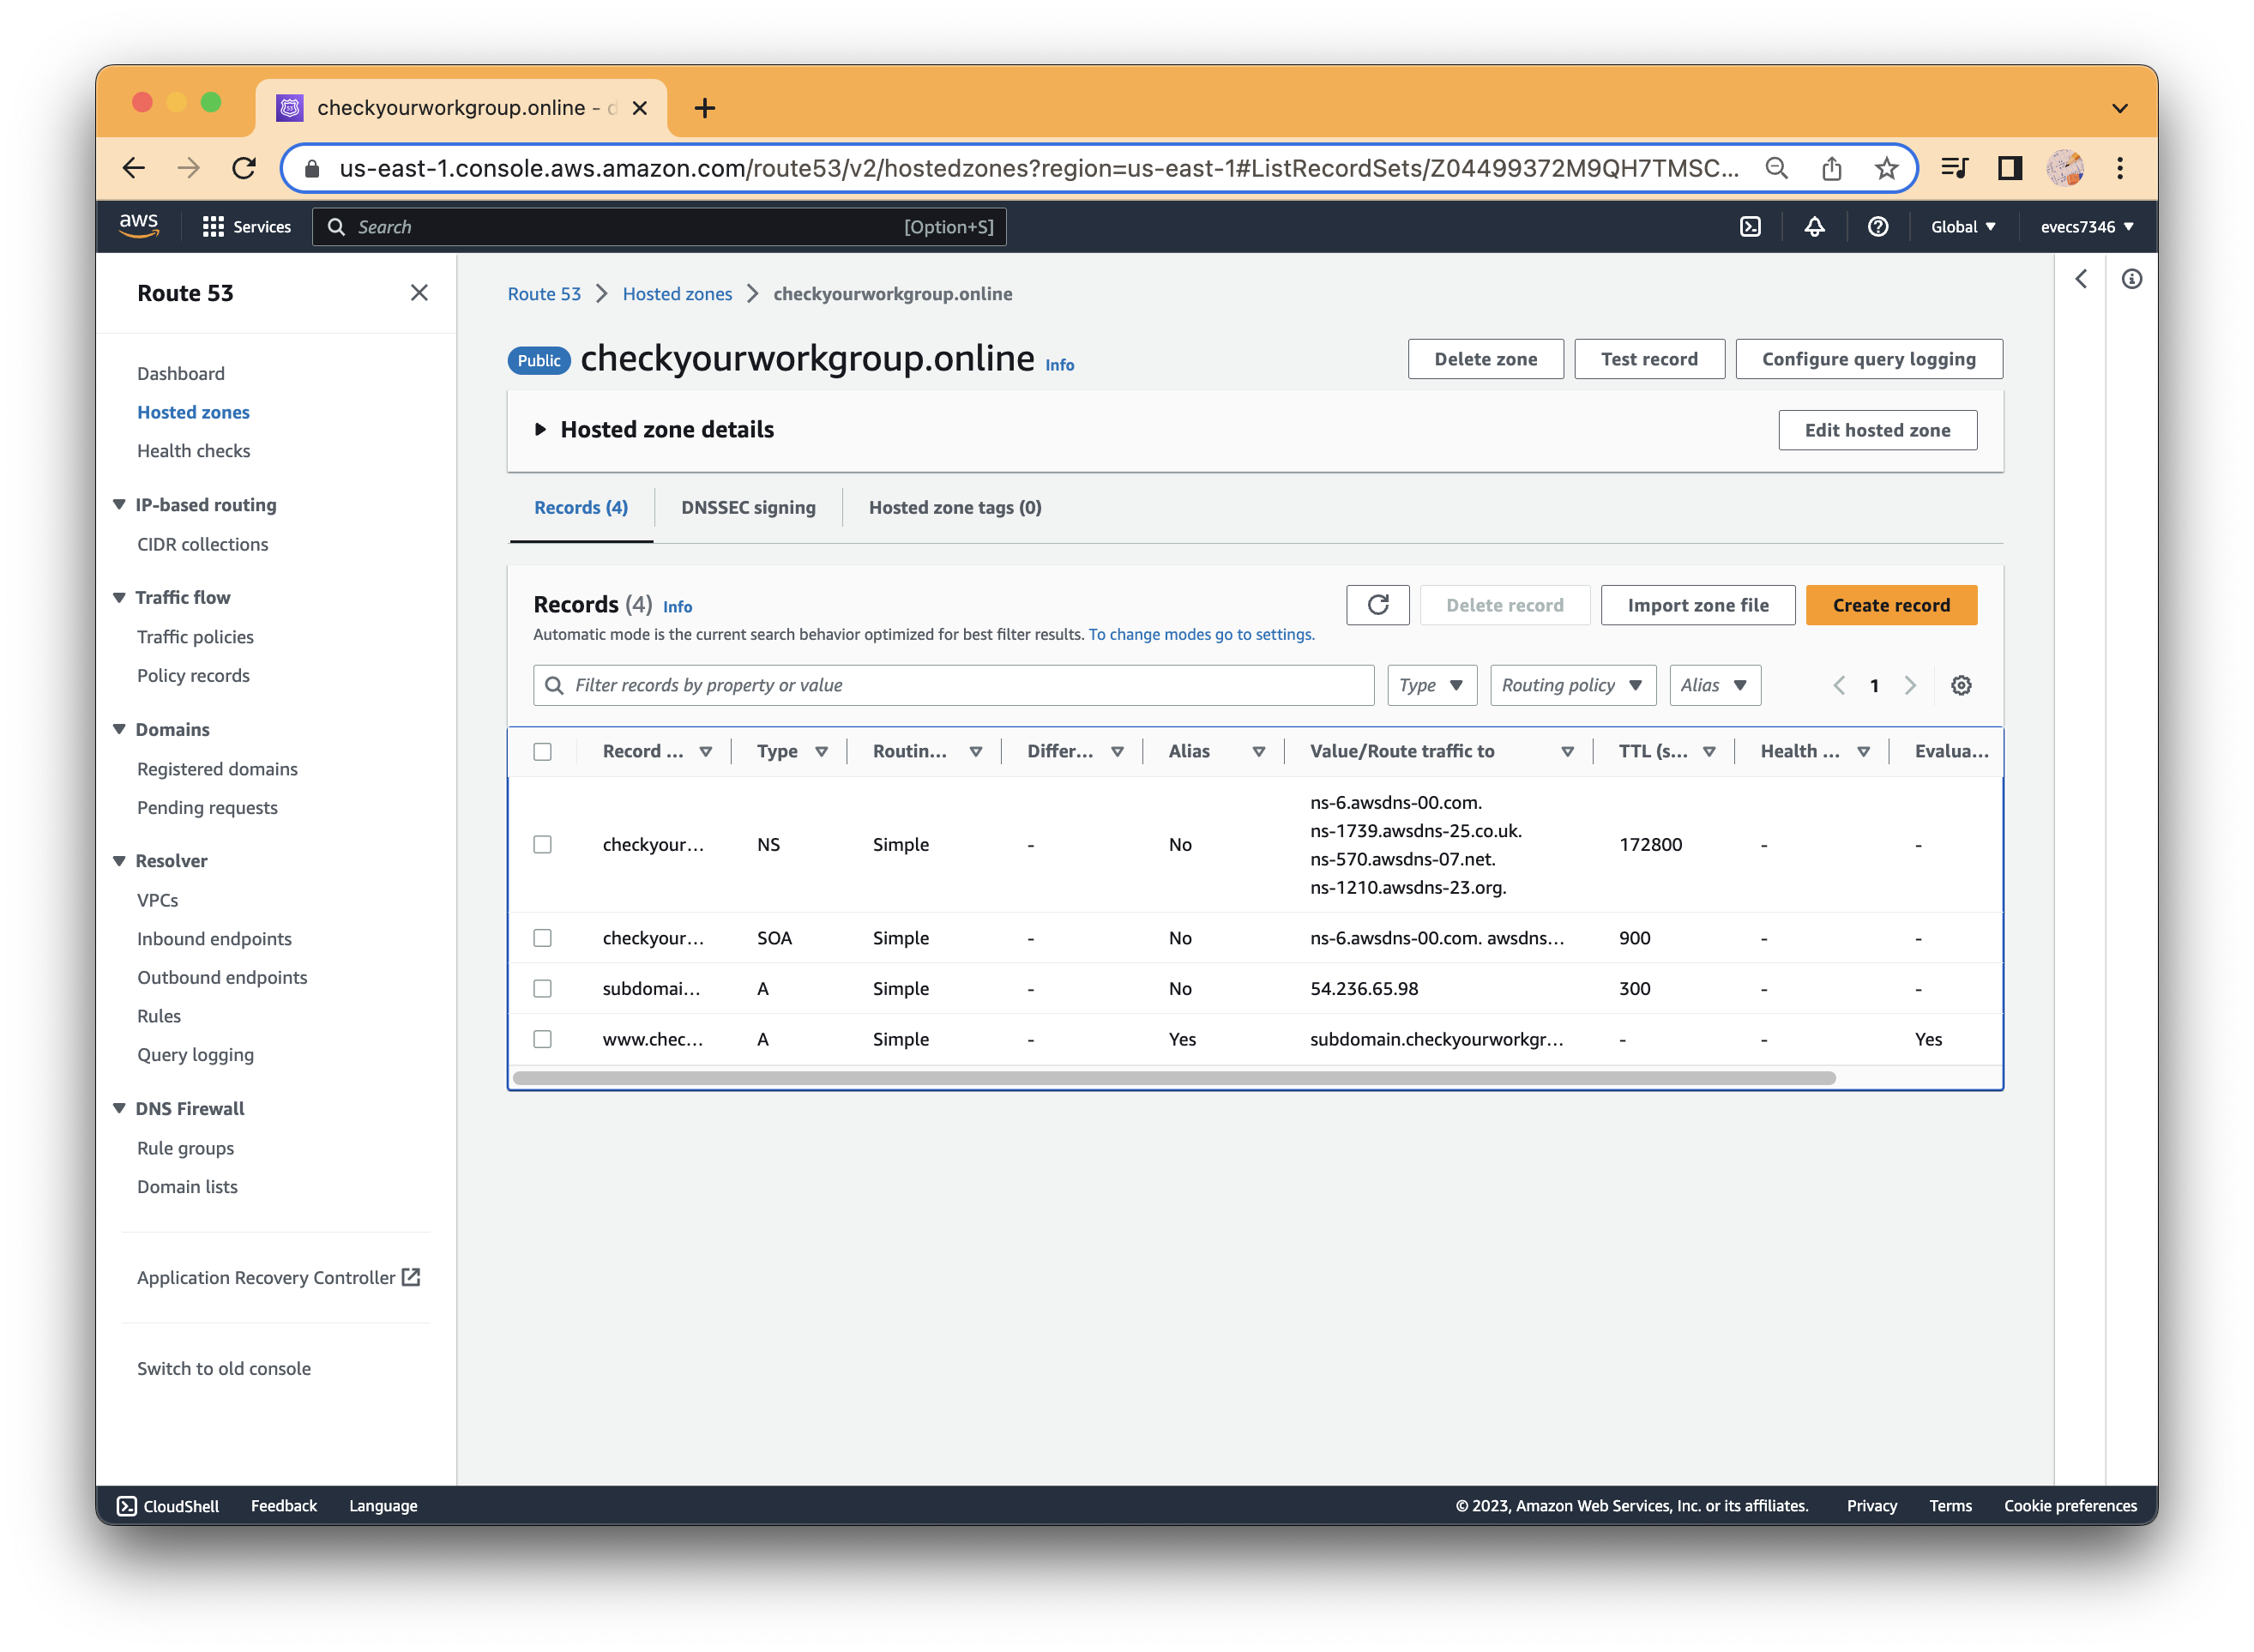 checkyourworkgroup.online - d
us-east-1.console.aws.amazon.com/route53/v2/hostedzones?region=us-east-1#ListRecordSets/Z04499372M9QH7TMSC...
aws
Services
Search
[Option+S]
Global
evecs7346
Route 53
Dashboard
Hosted zones
Health checks
IP-based routing
CIDR collections
Traffic flow
Traffic policies
Policy records
Domains
Registered domains
Pending requests
Resolver
VPCs
Inbound endpoints
Outbound endpoints
Rules
Query logging
DNS Firewall
Rule groups
Domain lists
Application Recovery Controller
Switch to old console
Route 53 > Hosted zones > checkyourworkgroup.online
Public checkyourworkgroup.online Info
Delete zone
Test record
Configure query logging
Hosted zone details
Edit hosted zone
Records (4)
DNSSEC signing
Hosted zone tags (0)
Records (4) Info
Automatic mode is the current search behavior optimized for best filter results. To change modes go to settings.
Delete record
Import zone file
Create record
Filter records by property or value
Type
Routing policy
Alias
1
Record ... Type Routin... Differ... Alias Value/Route traffic to TTL (s... Health ... Evalua...
ns-6.awsdns-00.com.
ns-1739.awsdns-25.co.uk.
checkyour... NS Simple - No 172800 - -
ns-570.awsdns-07.net.
ns-1210.awsdns-23.org.
checkyour... SOA Simple - No ns-6.awsdns-00.com. awsdns... 900 - -
subdomai... A Simple - No 54.236.65.98 300 - -
www.chec... A Simple - Yes subdomain.checkyourworkgr... - - Yes
CloudShell
Feedback
Language
© 2023, Amazon Web Services, Inc. or its affiliates.
Privacy
Terms
Cookie preferences